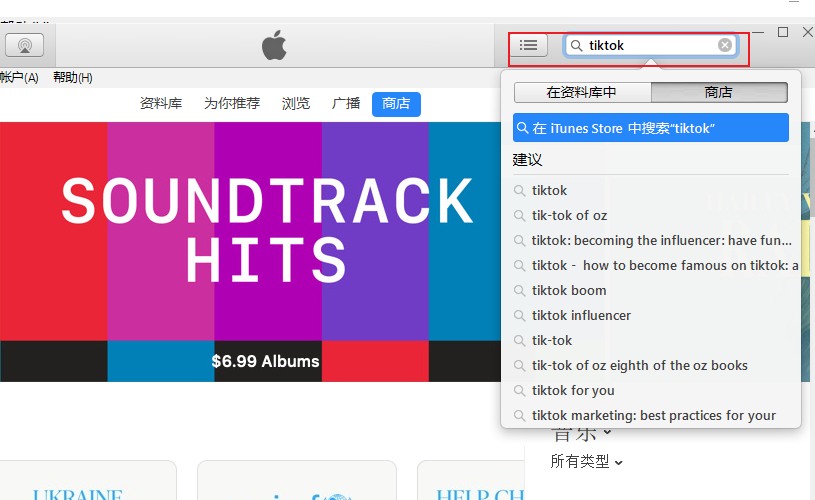 tiktok
帐户(A) 帮助(H)
资料库 为你推荐 浏览 广播 商店
在资料库中 商店
在 iTunes Store 中搜索“tiktok”
建议
tiktok
tik-tok of oz
tiktok: becoming the influencer: have fun...
tiktok - how to become famous on tiktok: a
tiktok boom
tiktok influencer
tik-tok
tik-tok of oz eighth of the oz books
tiktok for you
tiktok marketing: best practices for your
SOUNDTRACK
HITS
$6.99 Albums
音乐
所有类型
UKRAINE
HELP CH